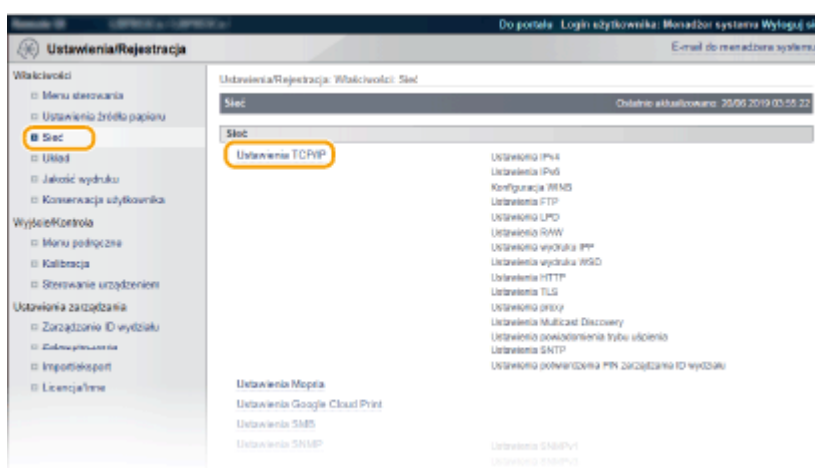 Do portalu Login użytkownika: Menadżer systemu Wyloguj się
Ustawienia/Rejestracja
E-mail do menadżera systemu
Właściwości
Menu sterowania
Ustawienia źródła papieru
Sieć
Układ
Jakość wydruku
Konserwacja użytkownika
Wyjście/Kontrola
Menu podręczne
Kalibracja
Sterowanie urządzeniem
Ustawienia zarządzania
Zarządzanie ID wydziału
Import/eksport
Licencja/Inne
Ustawienia/Rejestracja: Właściwości: Sieć
Sieć
Ostatnio aktualizowano: 20/06 2019 03:55:22
Sieć
Ustawienia TCP/IP
Ustawienia IPv4
Ustawienia IPv6
Konfiguracja WINS
Ustawienia FTP
Ustawienia LPD
Ustawienia RAW
Ustawienia wydruku IPP
Ustawienia wydruku WSD
Ustawienia HTTP
Ustawienia TLS
Ustawienia proxy
Ustawienia Multicast Discovery
Ustawienia powiadomienia trybu uśpienia
Ustawienia SNTP
Ustawienia potwierdzenia PIN zarządzania ID wydziału
Ustawienia Mopria
Ustawienia Google Cloud Print
Ustawienia SMB
Ustawienia SNMP
Ustawienia SNMPv1
Ustawienia SNMPv3